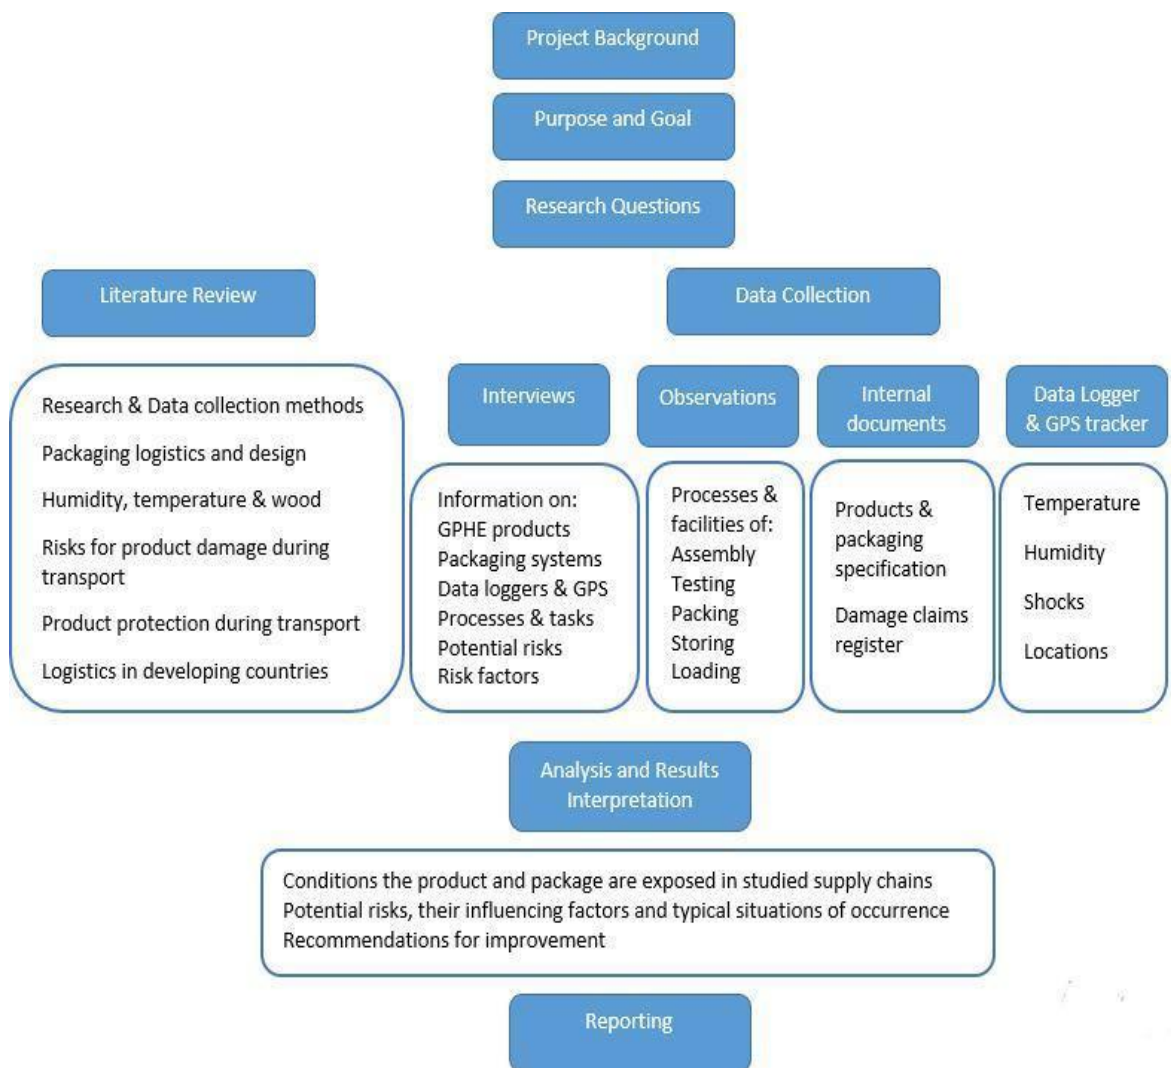 Project Background
Purpose and Goal
Research Questions
Literature Review
Data Collection
Research & Data collection methods
Packaging logistics and design
Humidity, temperature & wood
Risks for product damage during
transport
Product protection during transport
Logistics in developing countries
Interviews
Information on:
GPHE products
Packaging systems
Data loggers & GPS
Processes & tasks
Potential risks
Risk factors
Observations
Processes &
facilities of:
Assembly
Testing
Packing
Storing
Loading
Internal
documents
Products &
packaging
specification
Damage claims
register
Data Logger
& GPS tracker
Temperature
Humidity
Shocks
Locations
Analysis and Results
Interpretation
Conditions the product and package are exposed in studied supply chains
Potential risks, their influencing factors and typical situations of occurrence
Recommendations for improvement
Reporting